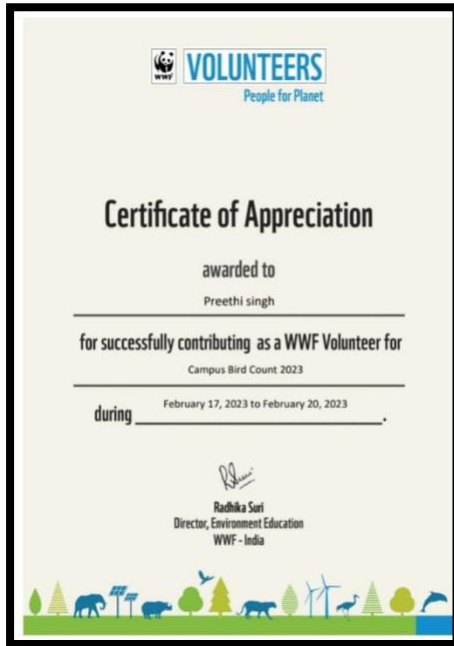 WWF
VOLUNTEERS
People for Planet
Certificate of Appreciation
awarded to
Preethi singh
for successfully contributing as a WWF Volunteer for
Campus Bird Count 2023
during February 17, 2023 to February 20, 2023.
Radhika Suri
Director, Environment Education
WWF - India